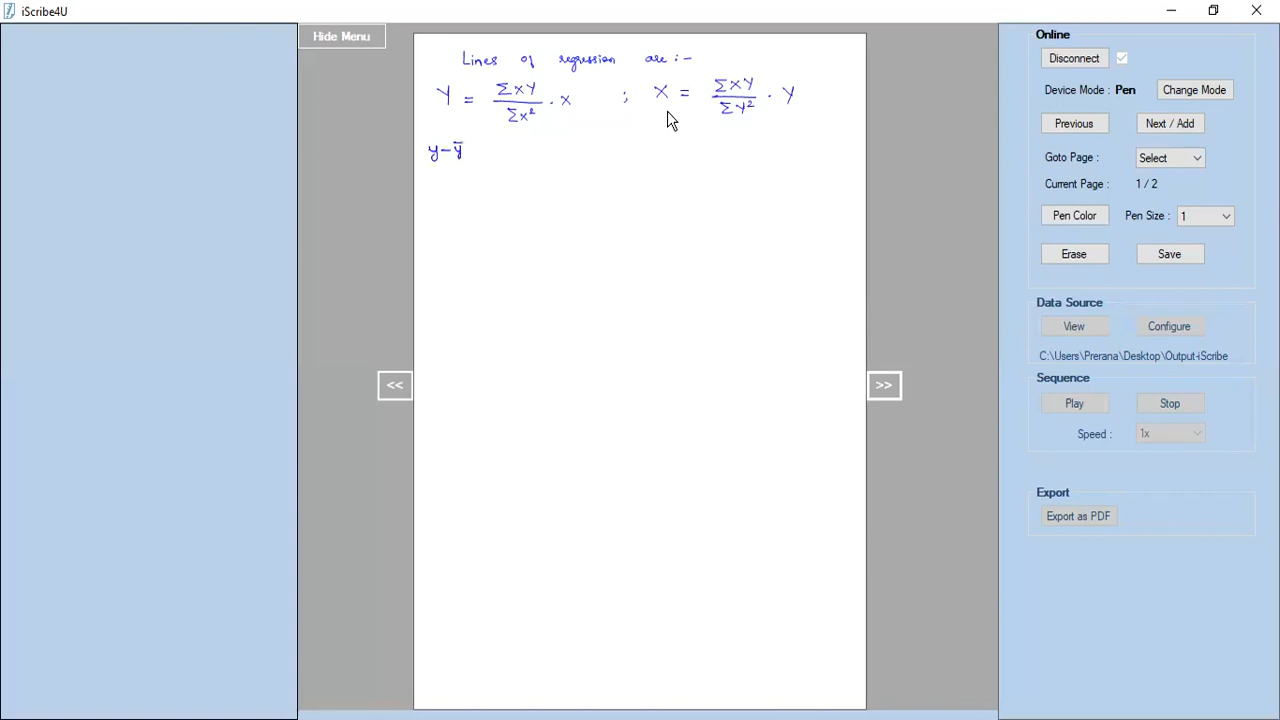 iScribe4U
Hide Menu
Lines of regression are :-
Y = ΣXY / ΣX² . X ; X = ΣXY / ΣY² . Y
y - ȳ
<<
>>
Online
Disconnect
Device Mode : Pen Change Mode
Previous Next / Add
Goto Page : Select
Current Page : 1 / 2
Pen Color Pen Size : 1
Erase Save
Data Source
View Configure
C:\Users\Prerana\Desktop\Output-iScribe
Sequence
Play Stop
Speed : 1x
Export
Export as PDF